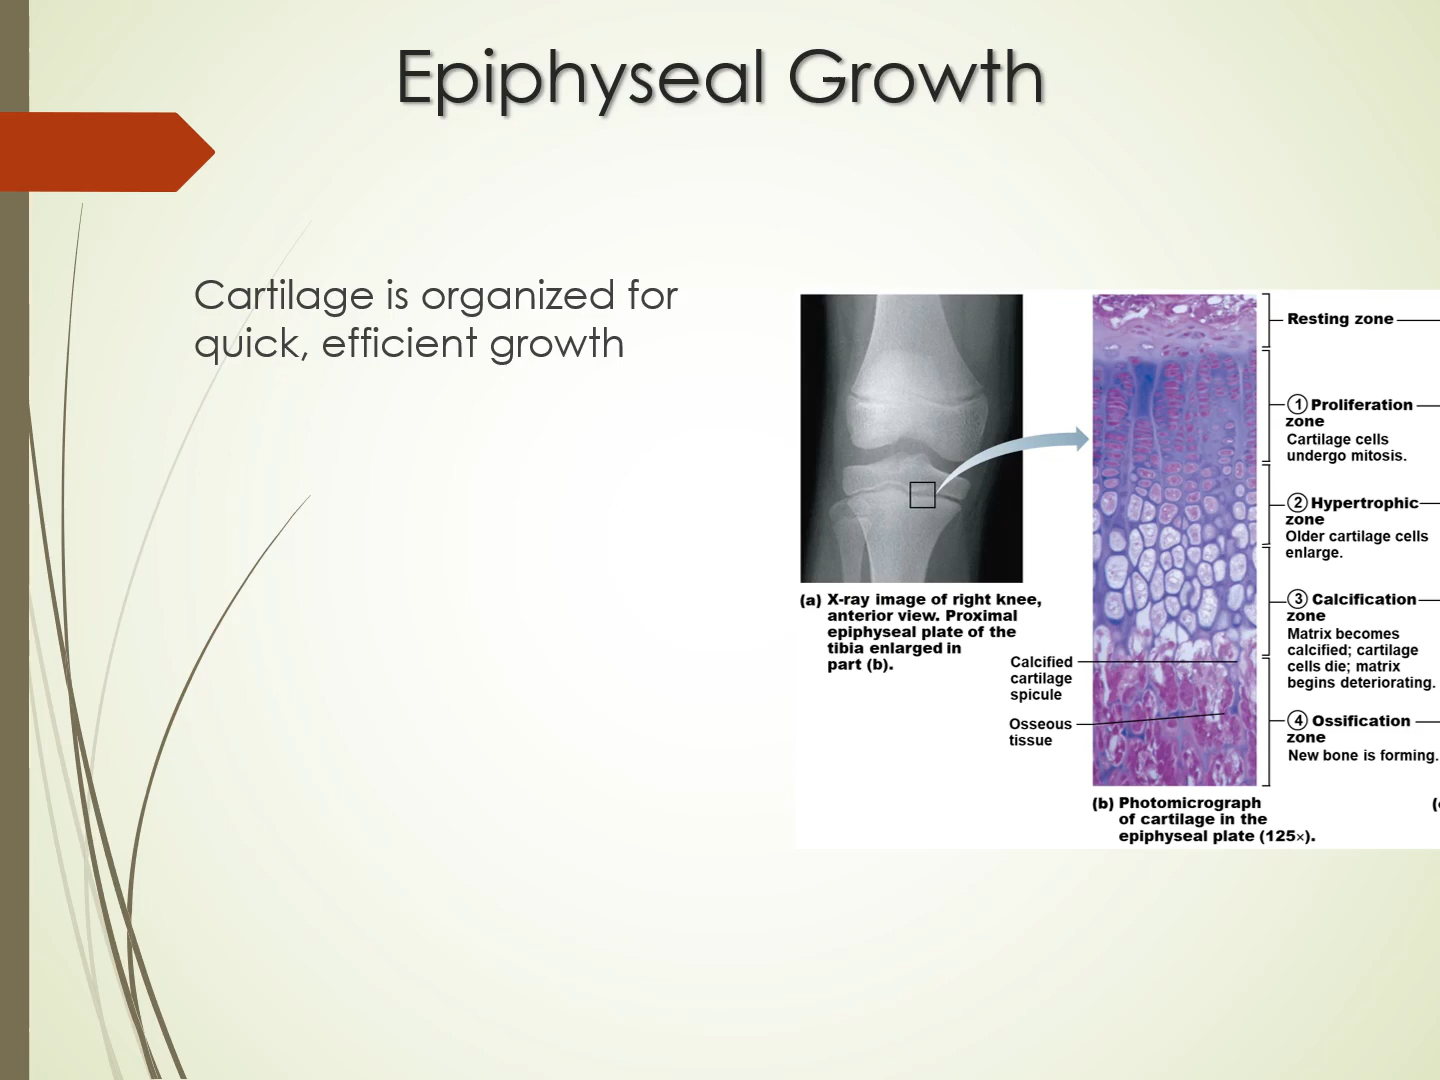 Epiphyseal Growth
Cartilage is organized for
quick, efficient growth
(a) X-ray image of right knee,
anterior view. Proximal
epiphyseal plate of the
tibia enlarged in
part (b).
Calcified
cartilage
spicule
Osseous
tissue
Resting zone
① Proliferation
zone
Cartilage cells
undergo mitosis.
② Hypertrophic
zone
Older cartilage cells
enlarge.
③ Calcification
zone
Matrix becomes
calcified; cartilage
cells die; matrix
begins deteriorating.
④ Ossification
zone
New bone is forming.
(b) Photomicrograph
of cartilage in the
epiphyseal plate (125×).